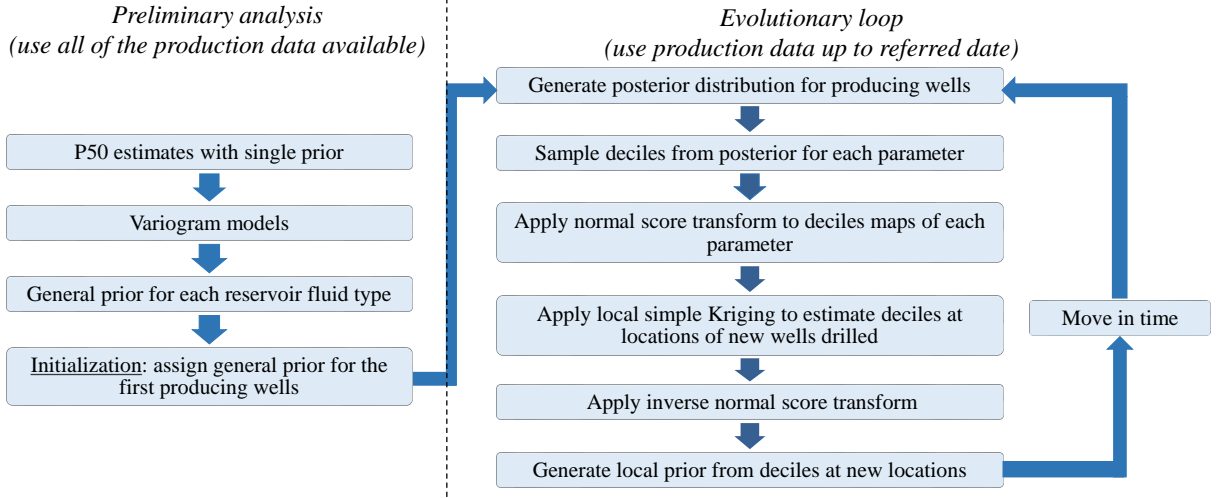 Preliminary analysis
(use all of the production data available)
P50 estimates with single prior
Variogram models
General prior for each reservoir fluid type
Initialization: assign general prior for the
first producing wells
Evolutionary loop
(use production data up to referred date)
Generate posterior distribution for producing wells
Sample deciles from posterior for each parameter
Apply normal score transform to deciles maps of each
parameter
Apply local simple Kriging to estimate deciles at
locations of new wells drilled
Apply inverse normal score transform
Generate local prior from deciles at new locations
Move in time